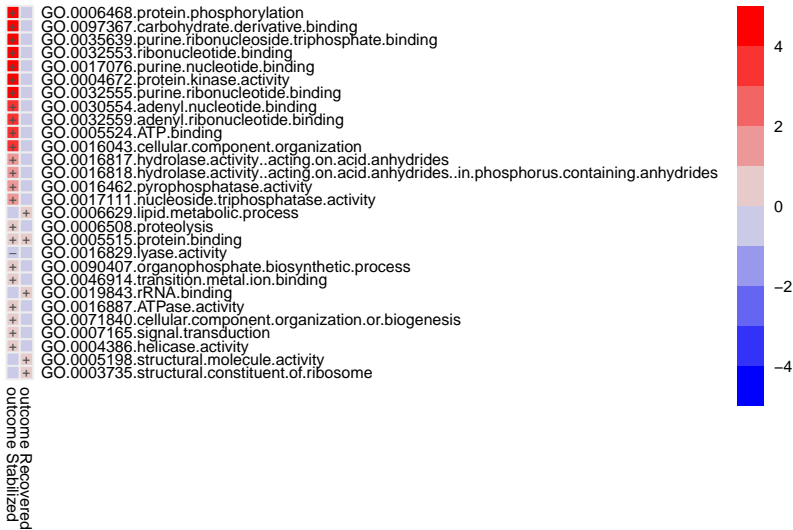 GO.0006468.protein.phosphorylation
GO.0097367.carbohydrate.derivative.binding
GO.0035639.purine.ribonucleoside.triphosphate.binding
GO.0032553.ribonucleotide.binding
GO.0017076.purine.nucleotide.binding
GO.0004672.protein.kinase.activity
GO.0032555.purine.ribonucleotide.binding
GO.0030554.adenyl.nucleotide.binding
GO.0032559.adenyl.ribonucleotide.binding
GO.0005524.ATP.binding
GO.0016043.cellular.component.organization
GO.0016817.hydrolase.activity..acting.on.acid.anhydrides
GO.0016818.hydrolase.activity..acting.on.acid.anhydrides..in.phosphorus.containing.anhydrides
GO.0016462.pyrophosphatase.activity
GO.0017111.nucleoside.triphosphatase.activity
GO.0006629.lipid.metabolic.process
GO.0006508.proteolysis
GO.0005515.protein.binding
GO.0016829.lyase.activity
GO.0090407.organophosphate.biosynthetic.process
GO.0046914.transition.metal.ion.binding
GO.0019843.rRNA.binding
GO.0016887.ATPase.activity
GO.0071840.cellular.component.organization.or.biogenesis
GO.0007165.signal.transduction
GO.0004386.helicase.activity
GO.0005198.structural.molecule.activity
GO.0003735.structural.constituent.of.ribosome
outcome Recovered
outcome Stabilized
4
2
0
−2
−4